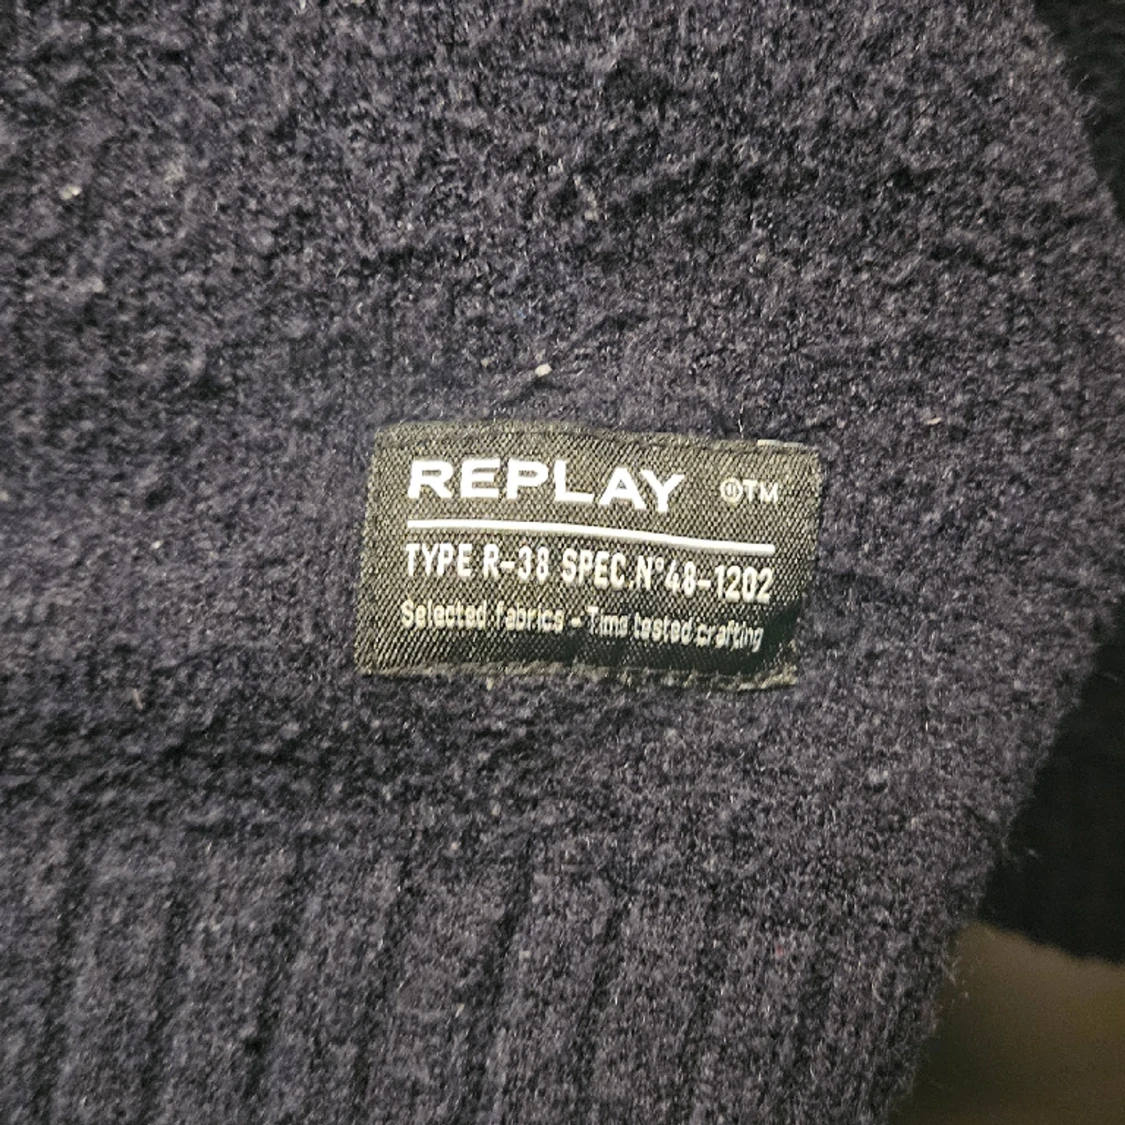 REPLAY ®TM
TYPE R-38 SPEC.N°48-1202
Selected fabrics - Time tested crafting